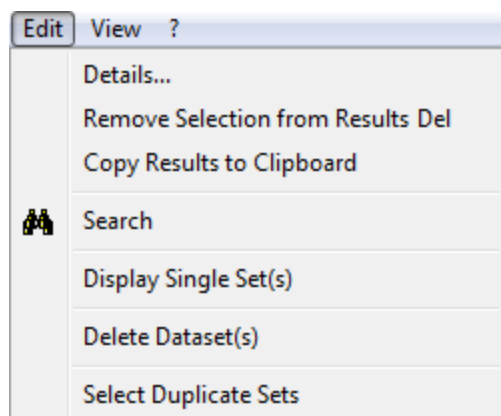 Edit View ?
Details...
Remove Selection from Results Del
Copy Results to Clipboard
Search
Display Single Set(s)
Delete Dataset(s)
Select Duplicate Sets